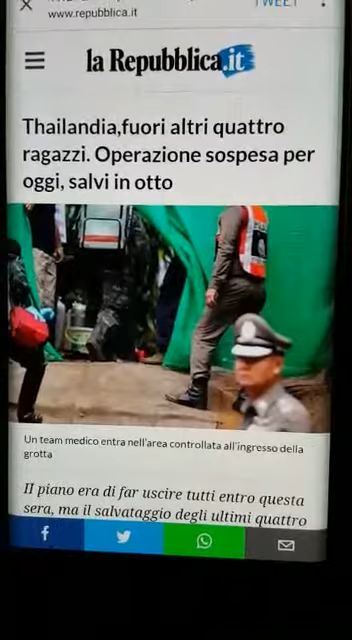 www.repubblica.it
TWEET
la Repubblica.it
Thailandia,fuori altri quattro
ragazzi. Operazione sospesa per
oggi, salvi in otto
Un team medico entra nell'area controllata all'ingresso della
grotta
Il piano era di far uscire tutti entro questa
sera, ma il salvataggio degli ultimi quattro